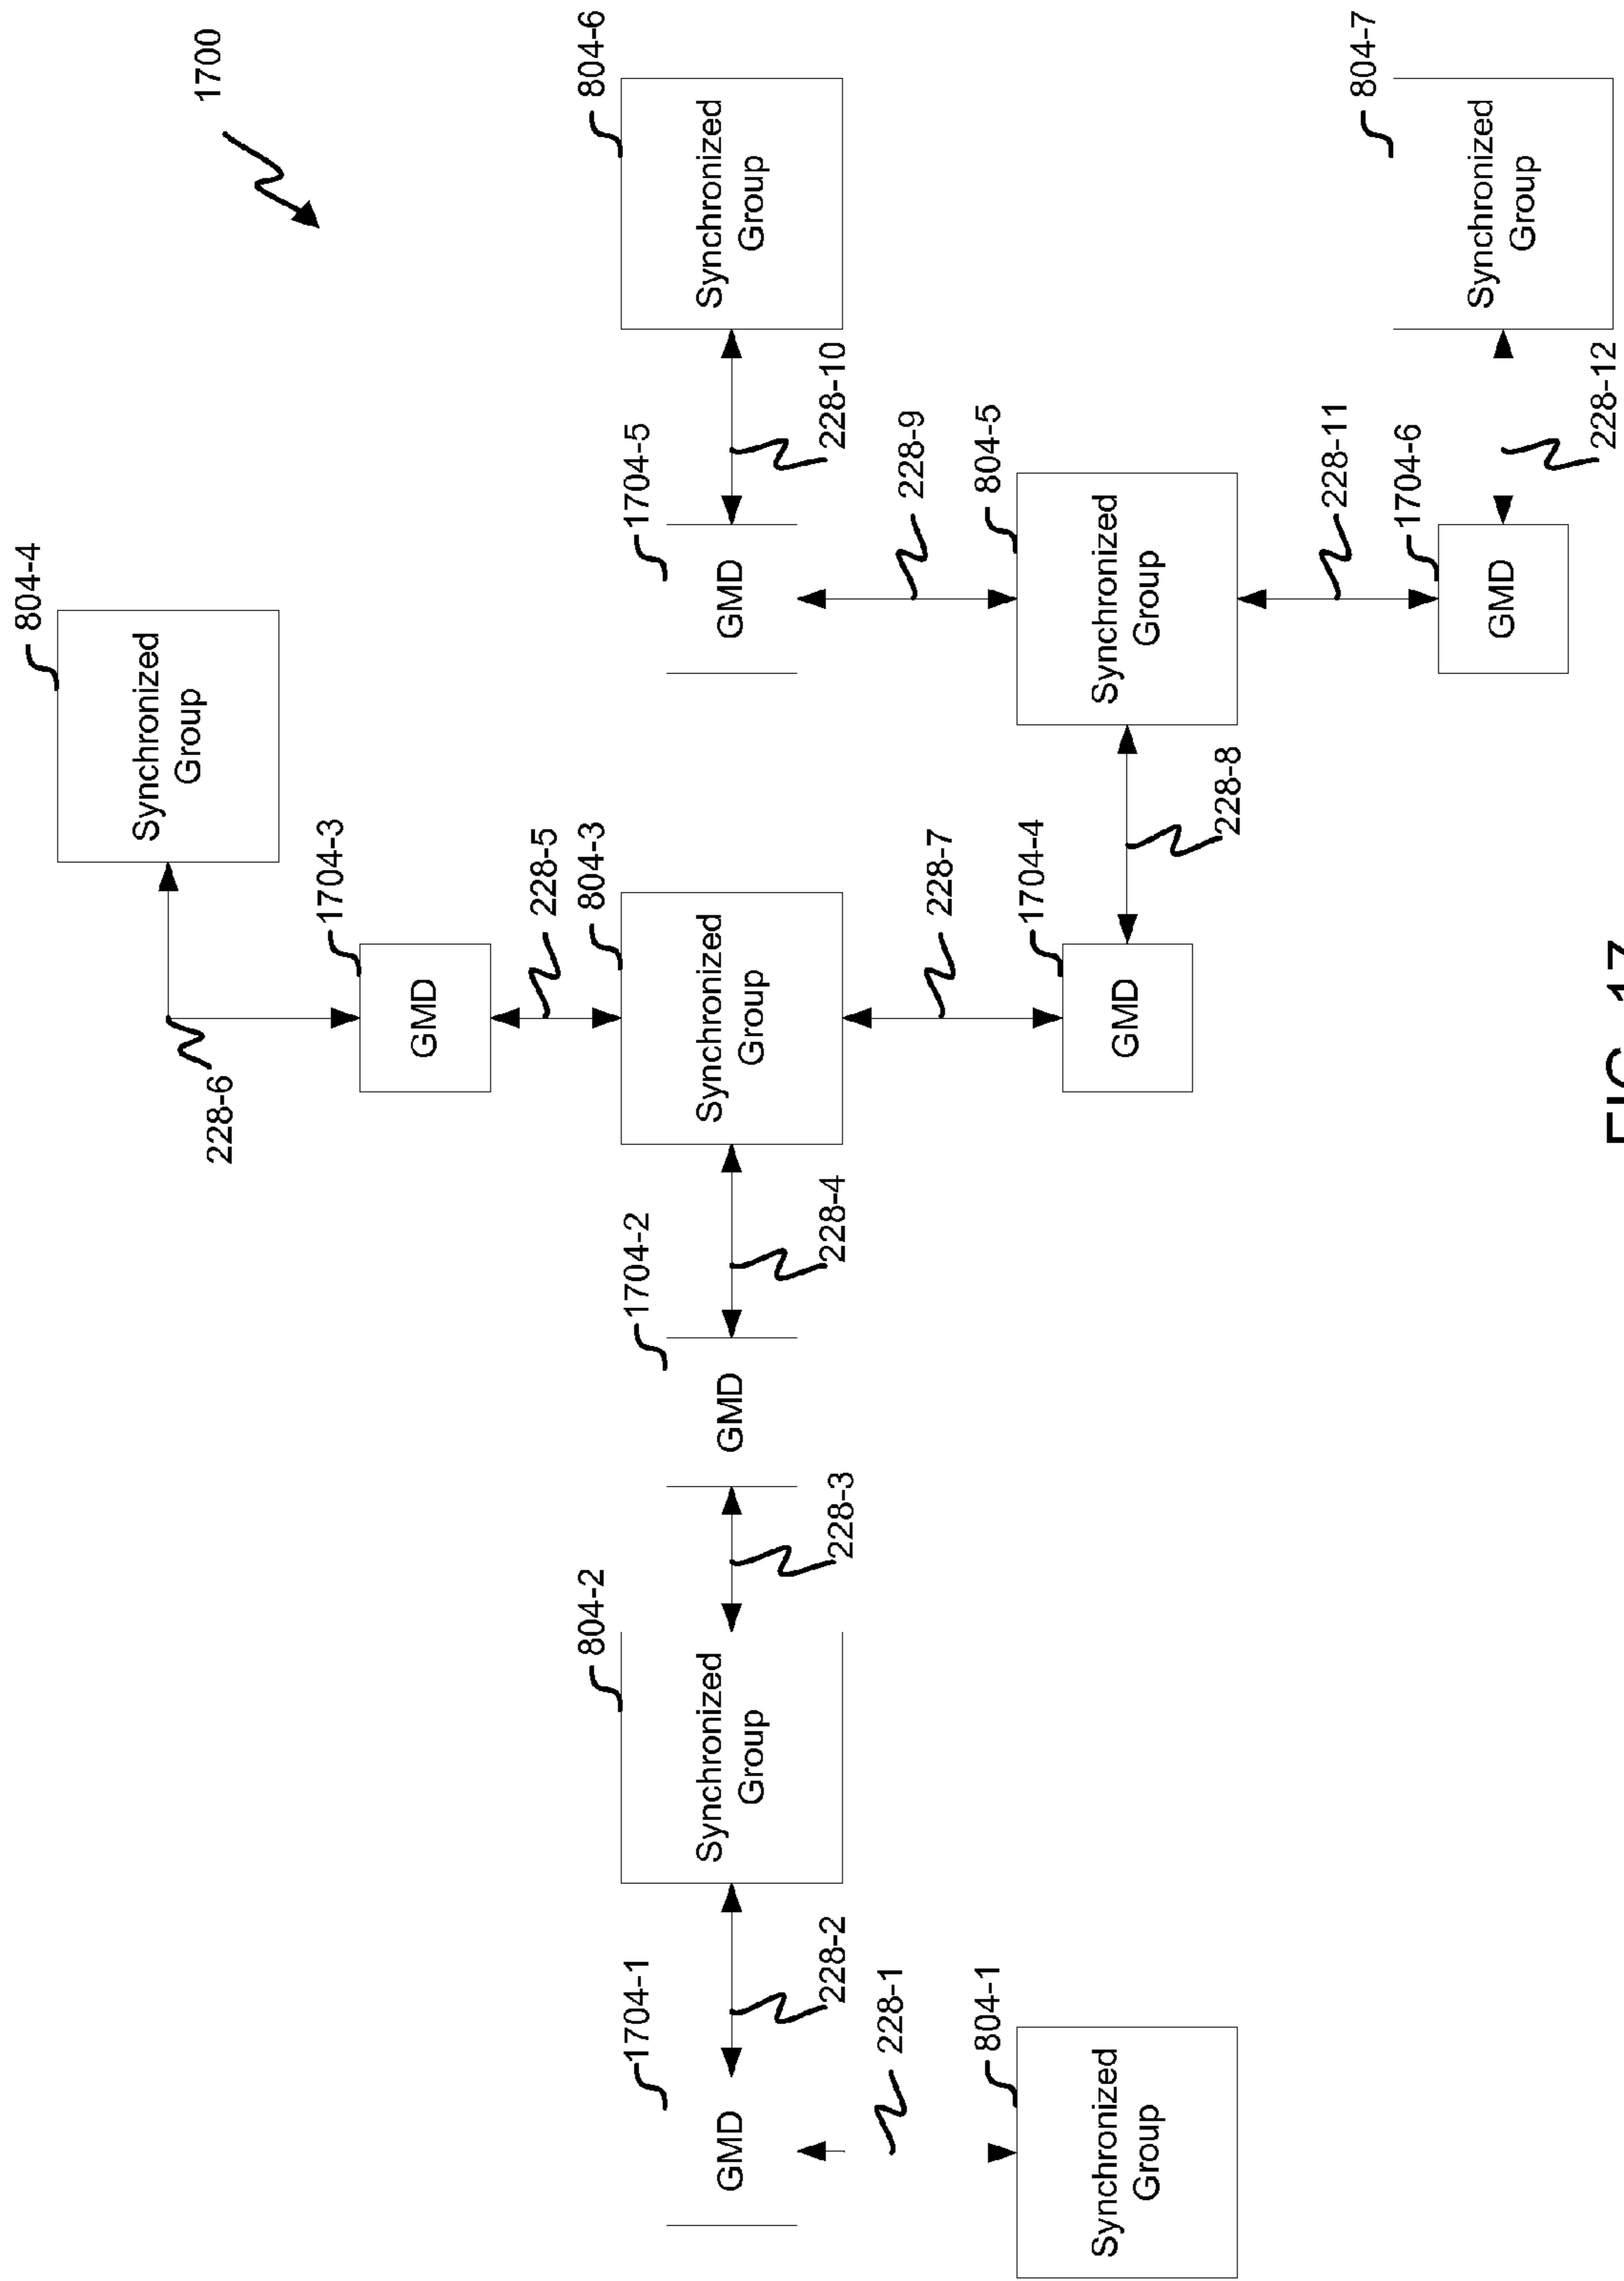 804-4
Synchronized
Group
1700
228-6
1704-3
GMD
228-5
804-2
804-3
804-6
1704-1
1704-2
1704-5
GMD
Synchronized
Group
GMD
Synchronized
Group
GMD
Synchronized
Group
228-2
228-3
228-4
228-10
228-1
228-9
228-7
804-1
804-5
1704-4
Synchronized
Group
GMD
Synchronized
Group
228-8
228-11
804-7
1704-6
GMD
Synchronized
Group
228-12
FIG. 17